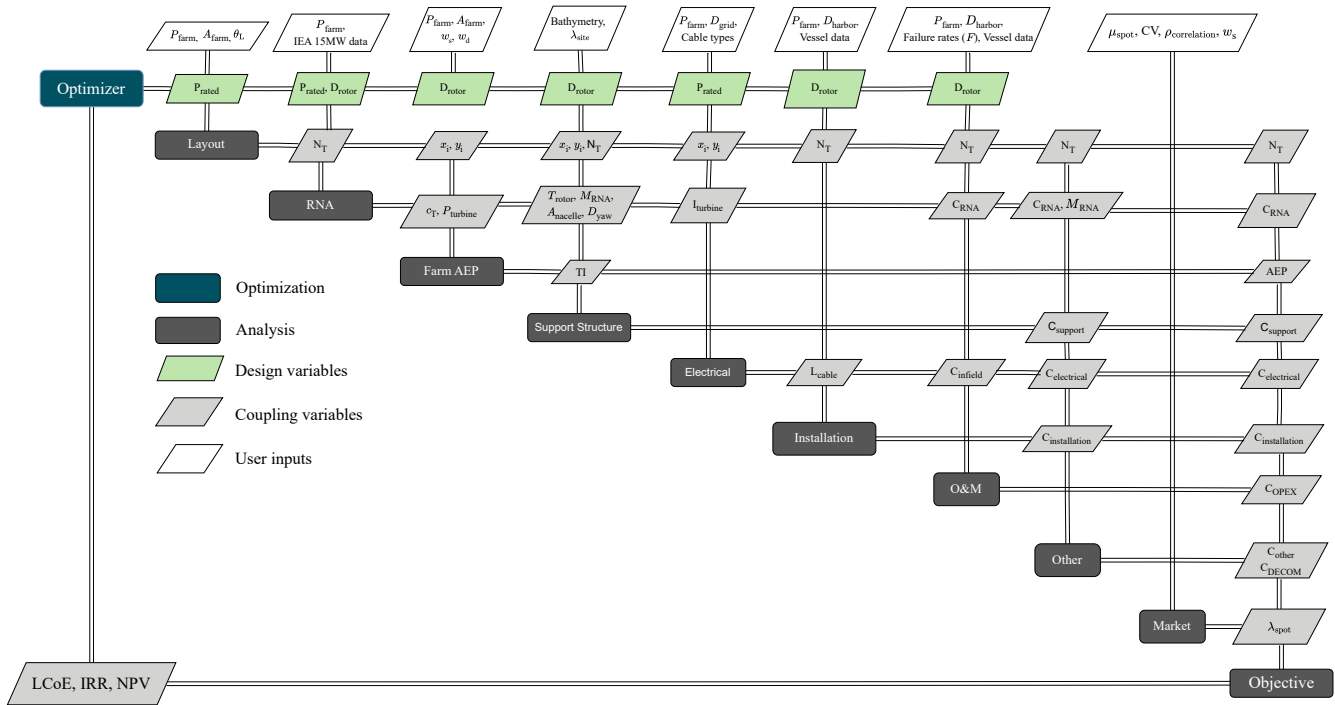 P_farm, A_farm, θ_L
P_farm,
IEA 15MW data
P_farm, A_farm,
w_s, w_d
Bathymetry,
λ_site
P_farm, D_grid,
Cable types
P_farm, D_harbor,
Vessel data
P_farm, D_harbor,
Failure rates (F), Vessel data
μ_spot, CV, ρ_correlation, w_s
Optimizer
P_rated
P_rated, D_rotor
D_rotor
D_rotor
P_rated
D_rotor
D_rotor
Layout
N_T
x_i, y_i
x_i, y_i, N_T
x_i, y_i
N_T
N_T
N_T
N_T
RNA
c_T, P_turbine
T_rotor, M_RNA,
A_nacelle, D_yaw
I_turbine
C_RNA
C_RNA, M_RNA
C_RNA
Farm AEP
TI
AEP
Optimization
Support Structure
C_support
C_support
Analysis
Electrical
L_cable
C_infield
C_electrical
C_electrical
Design variables
Coupling variables
Installation
C_installation
C_installation
User inputs
O&M
C_OPEX
Other
C_other
C_DECOM
Market
λ_spot
LCoE, IRR, NPV
Objective